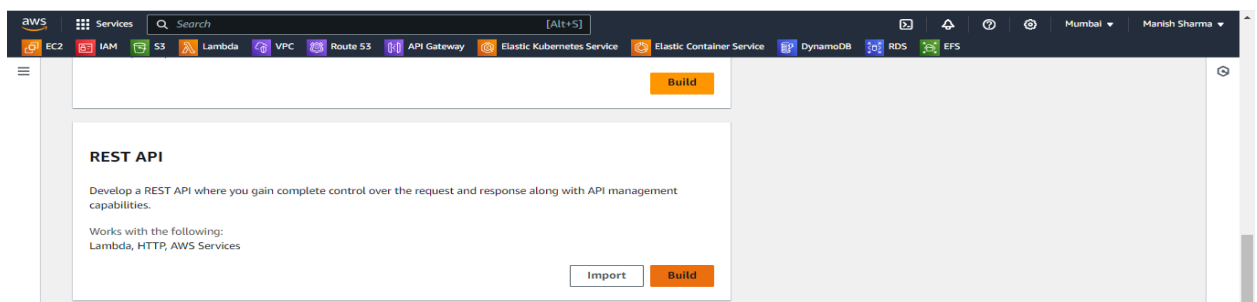 aws Services Search [Alt+S] Mumbai Manish Sharma
EC2 IAM S3 Lambda VPC Route 53 API Gateway Elastic Kubernetes Service Elastic Container Service DynamoDB RDS EFS
Build
REST API
Develop a REST API where you gain complete control over the request and response along with API management
capabilities.
Works with the following:
Lambda, HTTP, AWS Services
Import Build